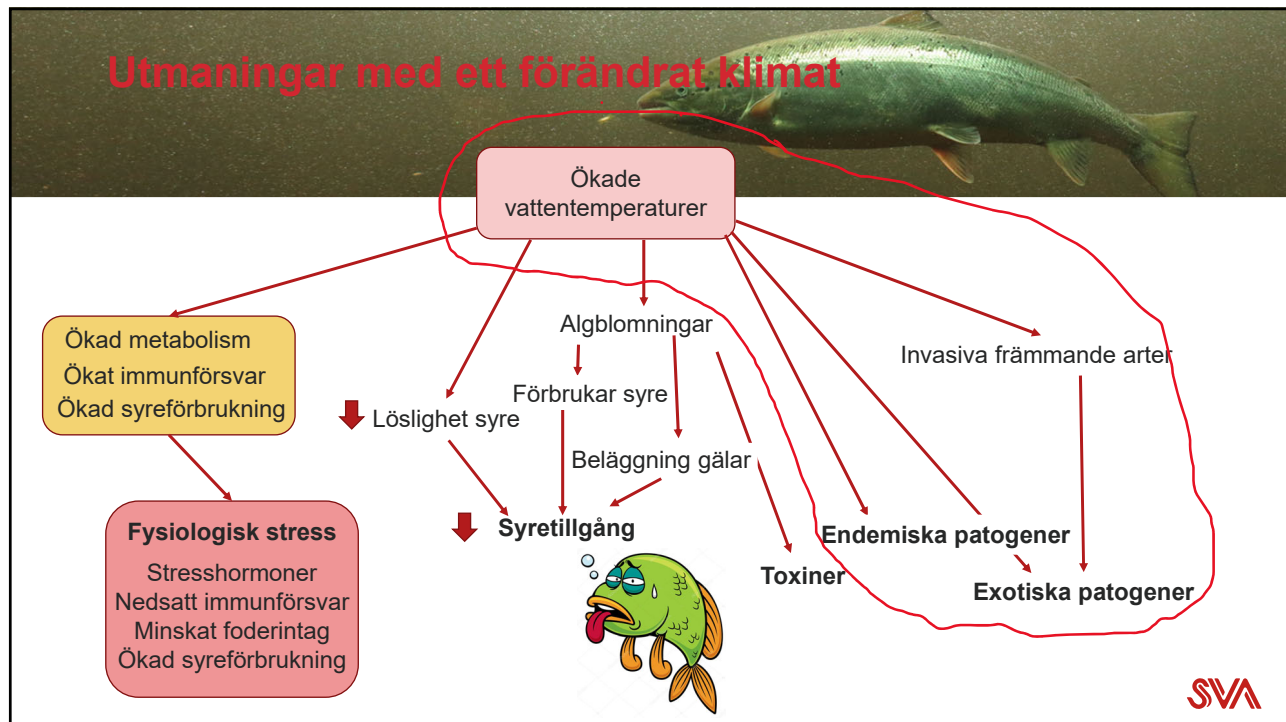 Utmaningar med ett förändrat klimat
Ökade
vattentemperaturer
Ökad metabolism
Ökat immunförsvar
Ökad syreförbrukning
Fysiologisk stress
Stresshormoner
Nedsatt immunförsvar
Minskat foderintag
Ökad syreförbrukning
Löslighet syre
Algblomningar
Förbrukar syre
Beläggning gälar
Syretillgång
Toxiner
Invasiva främmande arter
Endemiska patogener
Exotiska patogener
SVA